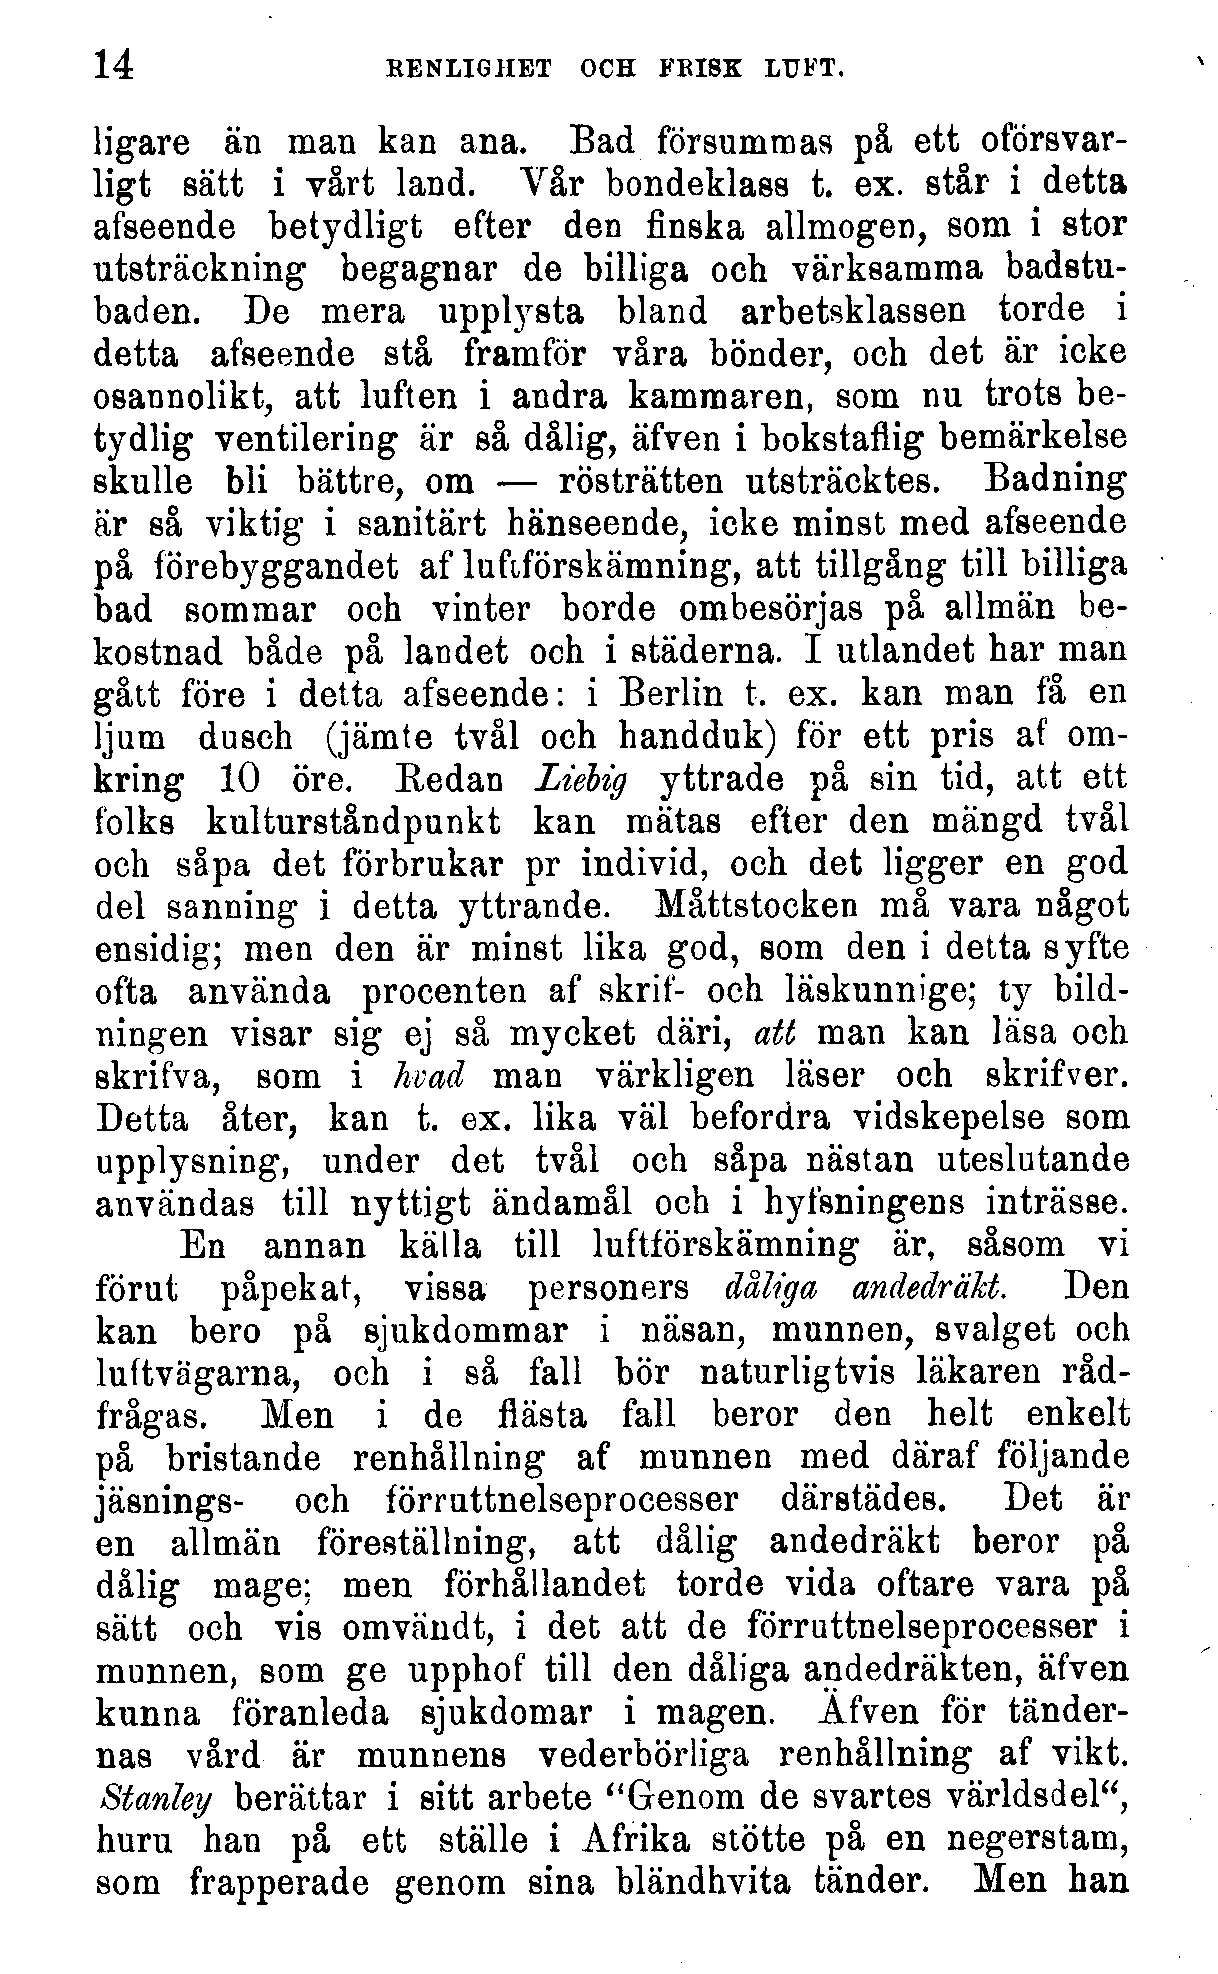 14 RENLIGHET OCH FRISK LUFT.
ligare än man kan ana. Bad försummas på ett oförsvar-
ligt sätt i vårt land. Vår bondeklass t. ex. står i detta
afseende betydligt efter den finska allmogen, som i stor
utsträckning begagnar de billiga och värksamma badstu-
baden. De mera upplysta bland arbetsklassen torde i
detta afseende stå framför våra bönder, och det är icke
osannolikt, att luften i andra kammaren, som nu trots be-
tydlig ventilering är så dålig, äfven i bokstaflig bemärkelse
skulle bli bättre, om — rösträtten utsträcktes. Badning
är så viktig i sanitärt hänseende, icke minst med afseende
på förebyggandet af luftförskämning, att tillgång till billiga
bad sommar och vinter borde ombesörjas på allmän be-
kostnad både på landet och i städerna. I utlandet har man
gått före i detta afseende: i Berlin t. ex. kan man få en
ljum dusch (jämte tvål och handduk) för ett pris af om-
kring 10 öre. Redan Liebig yttrade på sin tid, att ett
folks kulturståndpunkt kan mätas efter den mängd tvål
och såpa det förbrukar pr individ, och det ligger en god
del sanning i detta yttrande. Måttstocken må vara något
ensidig; men den är minst lika god, som den i detta syfte
ofta använda procenten af skrif- och läskunnige; ty bild-
ningen visar sig ej så mycket däri, att man kan läsa och
skrifva, som i hvad man värkligen läser och skrifver.
Detta åter, kan t. ex. lika väl befordra vidskepelse som
upplysning, under det tvål och såpa nästan uteslutande
användas till nyttigt ändamål och i hyfsningens inträsse.
En annan källa till luftförskämning är, såsom vi
förut påpekat, vissa personers dåliga andedräkt. Den
kan bero på sjukdommar i näsan, munnen, svalget och
luftvägarna, och i så fall bör naturligtvis läkaren råd-
frågas. Men i de flästa fall beror den helt enkelt
på bristande renhållning af munnen med däraf följande
jäsnings- och förruttnelseprocesser därstädes. Det är
en allmän föreställning, att dålig andedräkt beror på
dålig mage; men förhållandet torde vida oftare vara på
sätt och vis omvändt, i det att de förruttnelseprocesser i
munnen, som ge upphof till den dåliga andedräkten, äfven
kunna föranleda sjukdomar i magen. Äfven för tänder-
nas vård är munnens vederbörliga renhållning af vikt.
Stanley berättar i sitt arbete “Genom de svartes världsdel“,
huru han på ett ställe i Afrika stötte på en negerstam,
som frapperade genom sina bländhvita tänder. Men han